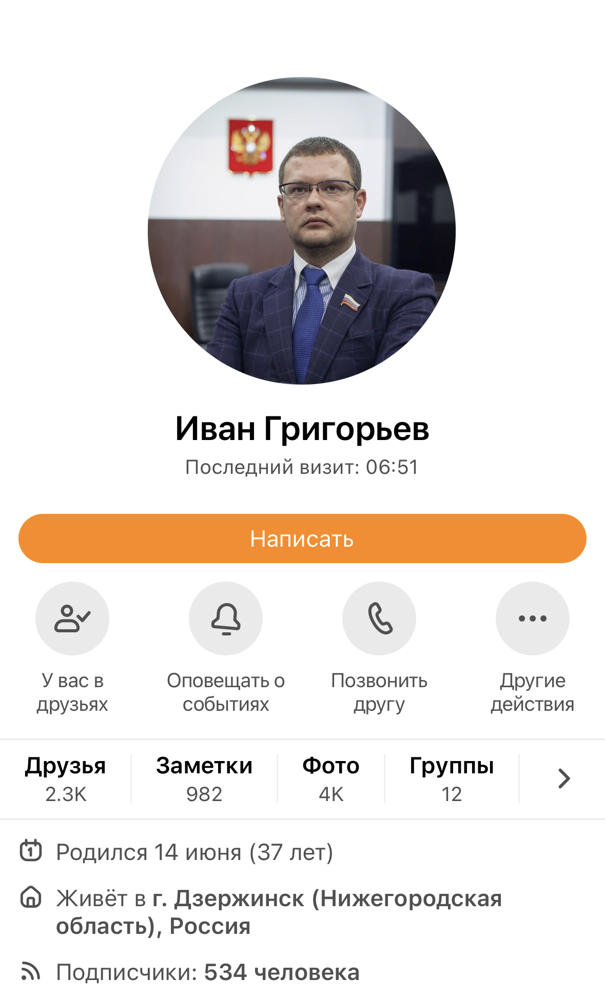 Иван Григорьев
Последний визит: 06:51
Написать
У вас в
друзьях
Оповещать о
событиях
Позвонить
другу
Другие
действия
Друзья
2.3K
Заметки
982
Фото
4K
Группы
12
Родился 14 июня (37 лет)
Живёт в г. Дзержинск (Нижегородская
область), Россия
Подписчики: 534 человека